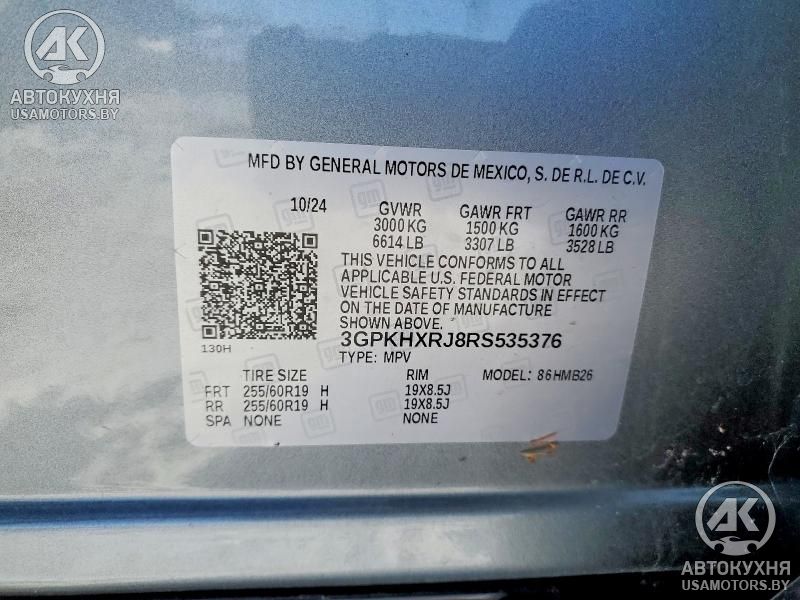 АК
АВТОКУХНЯ
USAMOTORS.BY
MFD BY GENERAL MOTORS DE MEXICO, S. DE R.L. DE C.V.
10/24 GVWR GAWR FRT GAWR RR
3000 KG 1500 KG 1600 KG
6614 LB 3307 LB 3528 LB
THIS VEHICLE CONFORMS TO ALL
APPLICABLE U.S. FEDERAL MOTOR
VEHICLE SAFETY STANDARDS IN EFFECT
ON THE DATE OF MANUFACTURE
SHOWN ABOVE.
130H
3GPKHXRJ8RS535376
TYPE: MPV MODEL: 86HMB26
TIRE SIZE RIM
FRT 255/60R19 H 19X8.5J
RR 255/60R19 H 19X8.5J
SPA NONE NONE
gm
АК
АВТОКУХНЯ
USAMOTORS.BY